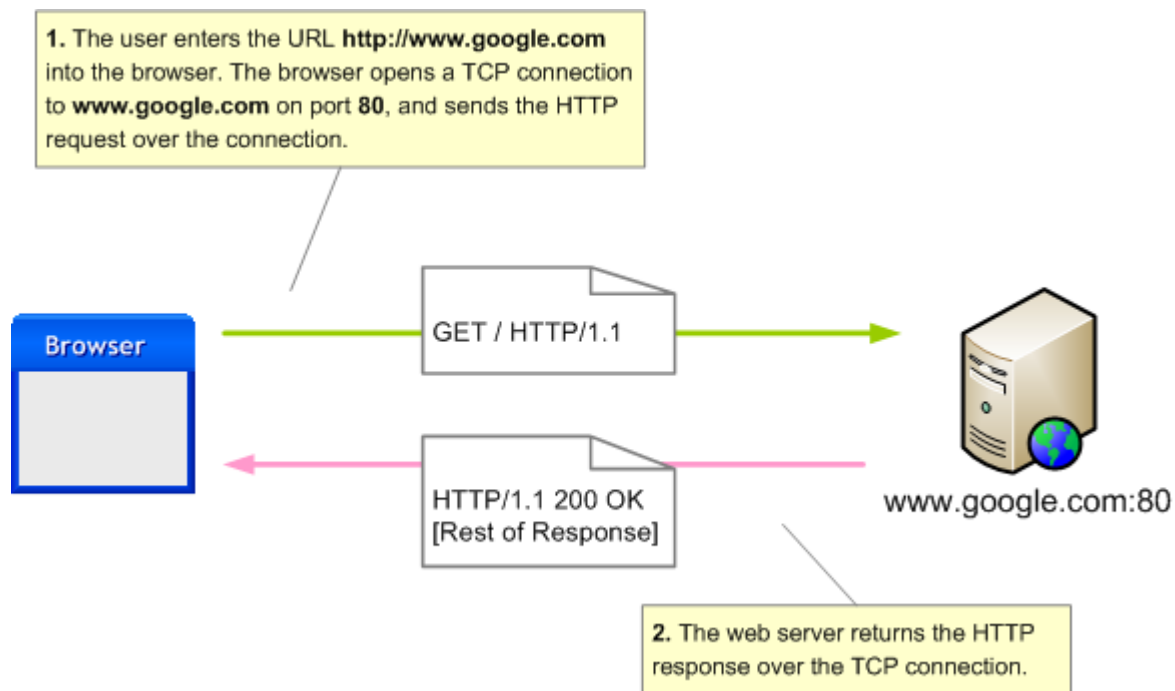 1. The user enters the URL http://www.google.com
into the browser. The browser opens a TCP connection
to www.google.com on port 80, and sends the HTTP
request over the connection.
GET / HTTP/1.1
Browser
HTTP/1.1 200 OK
[Rest of Response]
www.google.com:80
2. The web server returns the HTTP
response over the TCP connection.